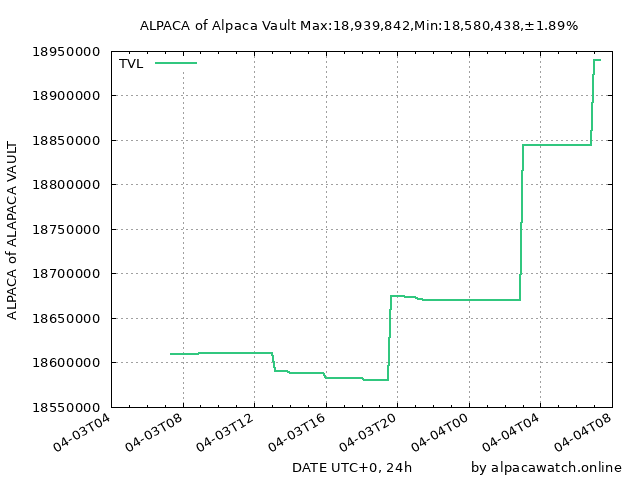 ALPACA of Alpaca Vault Max:18,939,842,Min:18,580,438,±1.89%
TVL
18950000
18900000
18850000
18800000
18750000
18700000
18650000
18600000
18550000
ALPACA of ALAPACA VAULT
04-03T04
04-03T08
04-03T12
04-03T16
04-03T20
04-04T00
04-04T04
04-04T08
DATE UTC+0, 24h
by alpacawatch.online